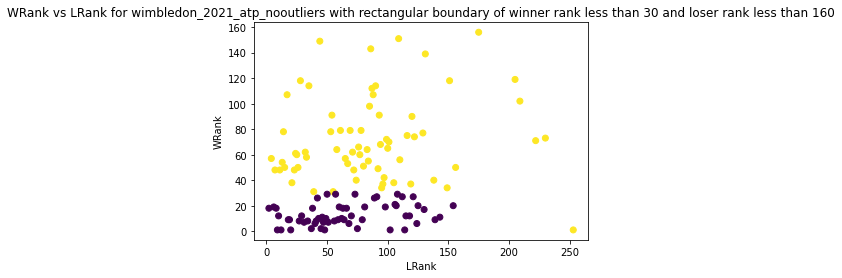 WRank vs LRank for wimbledon_2021_atp_nooutliers with rectangular boundary of winner rank less than 30 and loser rank less than 160
160
140
120
100
80
60
40
20
0
WRank
0 50 100 150 200 250
LRank